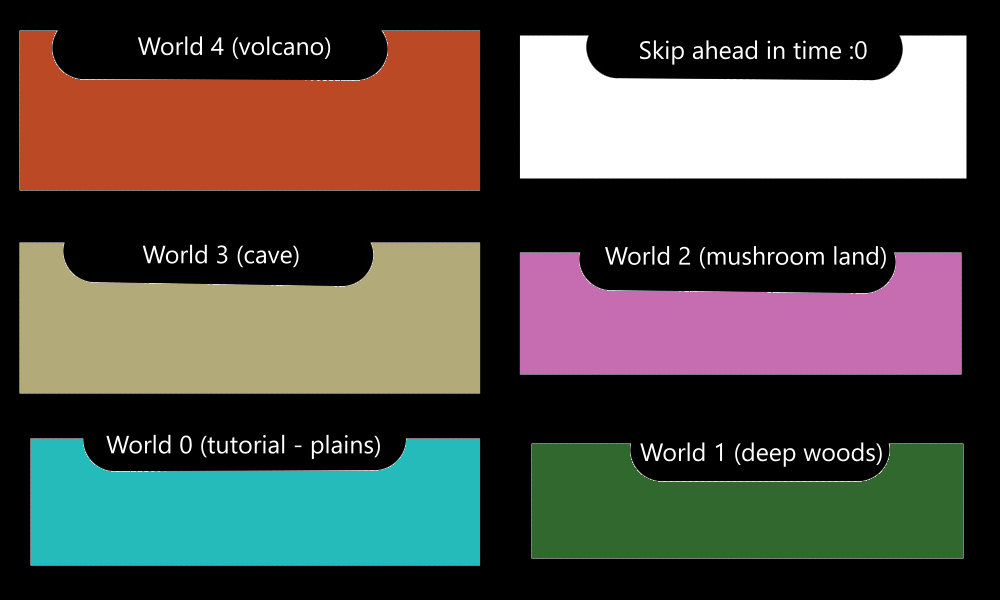 World 4 (volcano)
Skip ahead in time :0
World 3 (cave)
World 2 (mushroom land)
World 0 (tutorial - plains)
World 1 (deep woods)